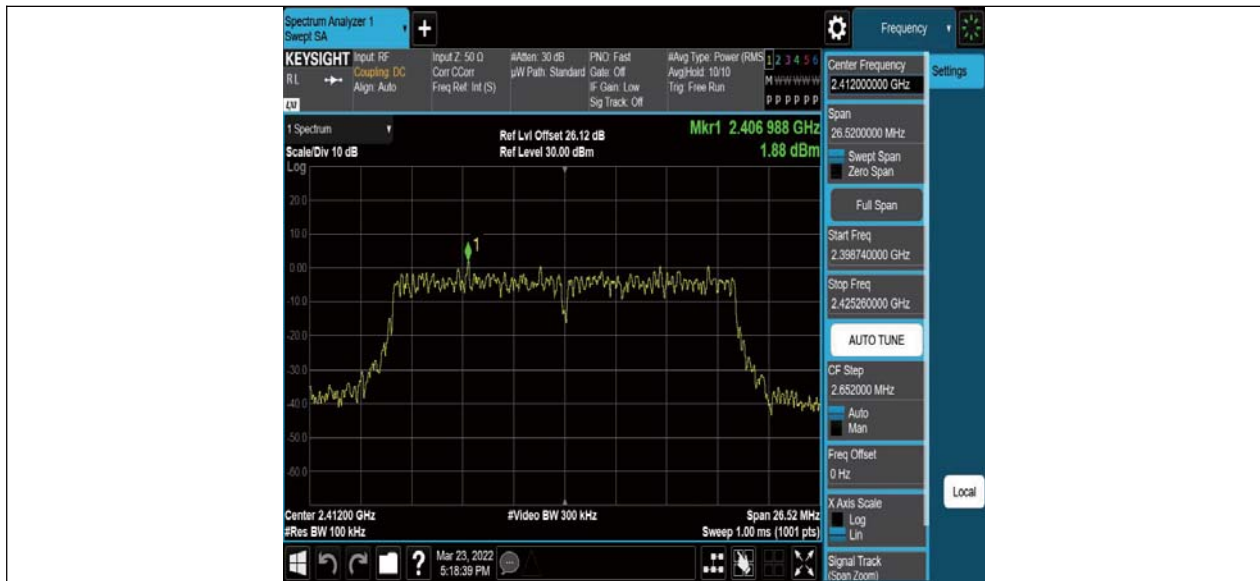 Spectrum Analyzer 1
Swept SA
+
Frequency
KEYSIGHT
RL
LXI
Input: RF
Coupling: DC
Align: Auto
Input Z: 50 Ω
Corr CCorr
Freq Ref: Int (S)
#Atten: 30 dB
µW Path: Standard
PNO: Fast
Gate: Off
IF Gain: Low
Sig Track: Off
#Avg Type: Power (RMS
Avg|Hold: 10/10
Trig: Free Run
1 2 3 4 5 6
M W W W W W
P P P P P P
1 Spectrum
Scale/Div 10 dB
Log
Ref Lvl Offset 26.12 dB
Ref Level 30.00 dBm
Mkr1 2.406 988 GHz
1.88 dBm
20.0
10.0
1
0.00
-10.0
-20.0
-30.0
-40.0
-50.0
-60.0
Center 2.41200 GHz
#Res BW 100 kHz
#Video BW 300 kHz
Span 26.52 MHz
Sweep 1.00 ms (1001 pts)
?
Mar 23, 2022
5:18:39 PM
Center Frequency
2.412000000 GHz
Settings
Span
26.5200000 MHz
Swept Span
Zero Span
Full Span
Start Freq
2.398740000 GHz
Stop Freq
2.425260000 GHz
AUTO TUNE
CF Step
2.652000 MHz
Auto
Man
Freq Offset
0 Hz
Local
X Axis Scale
Log
Lin
Signal Track
(Span Zoom)